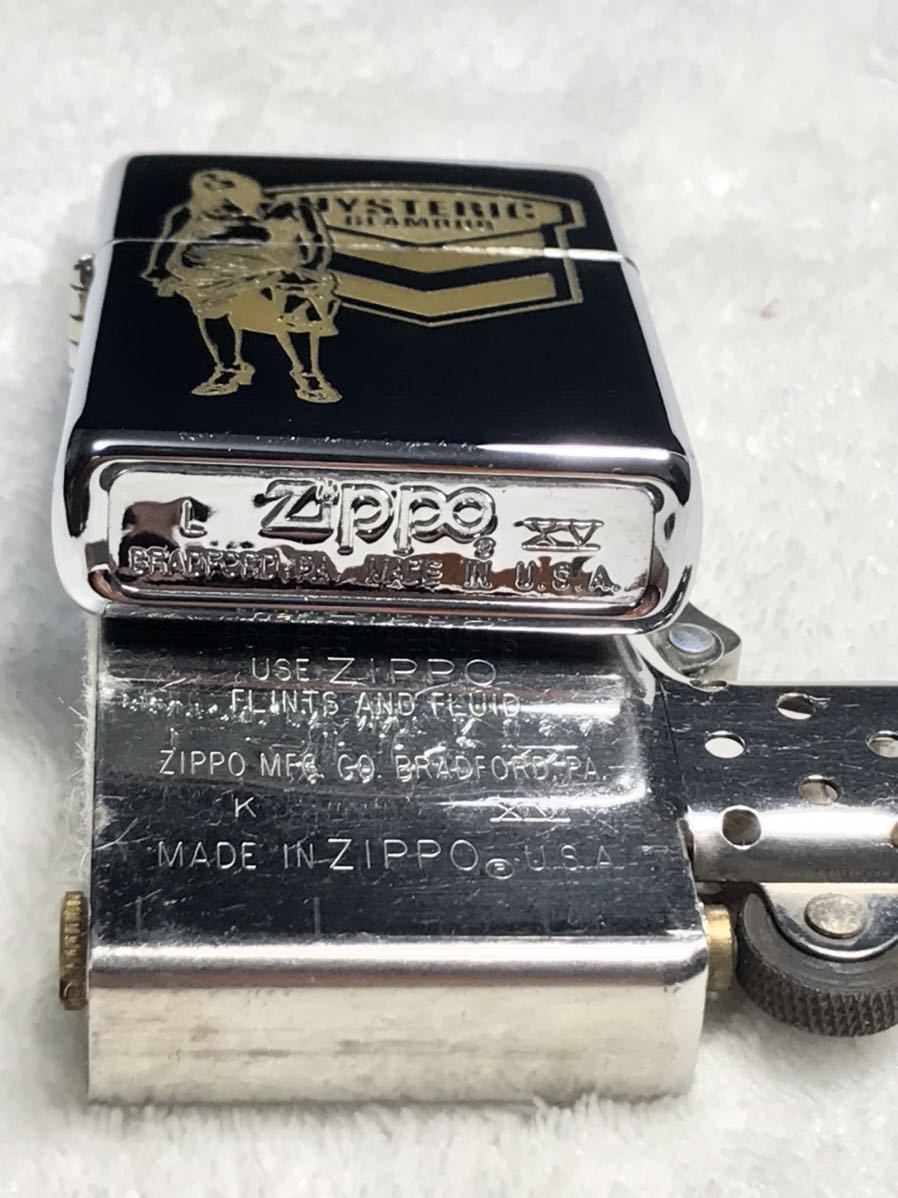 HYSTERIC
GLAMOUR
L Zippo ® XV
BRADFORD, PA. MADE IN U.S.A.
USE ZIPPO
FLINTS AND FLUID
ZIPPO MFG. CO. BRADFORD, PA.
K XV
MADE IN ZIPPO® U.S.A.